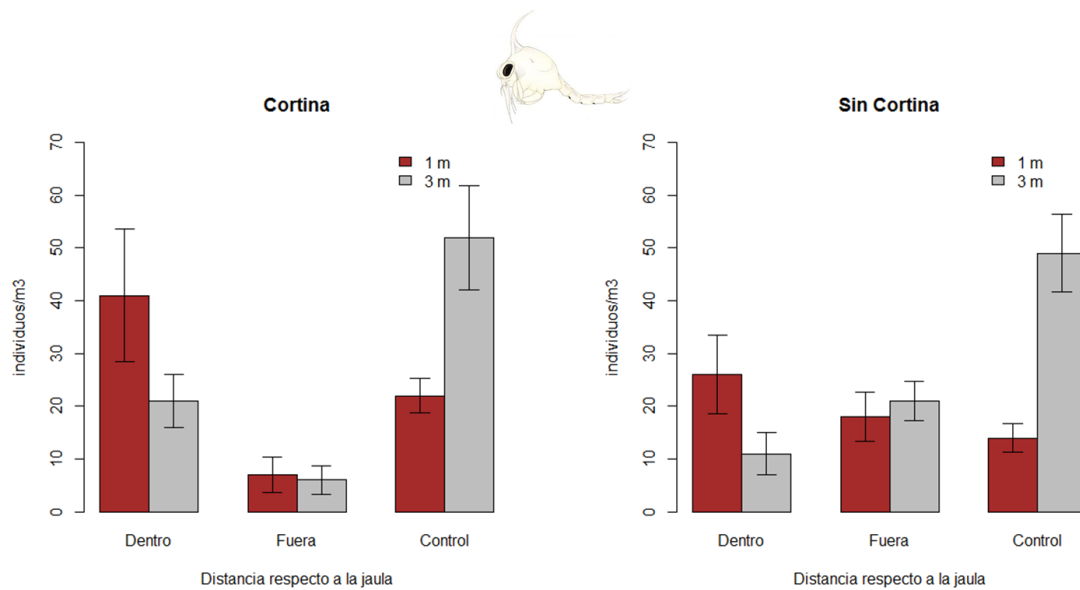 Cortina
70
60
50
40
30
20
10
0
individuos/m3
1 m
3 m
Dentro Fuera Control
Distancia respecto a la jaula
Sin Cortina
70
60
50
40
30
20
10
0
individuos/m3
1 m
3 m
Dentro Fuera Control
Distancia respecto a la jaula